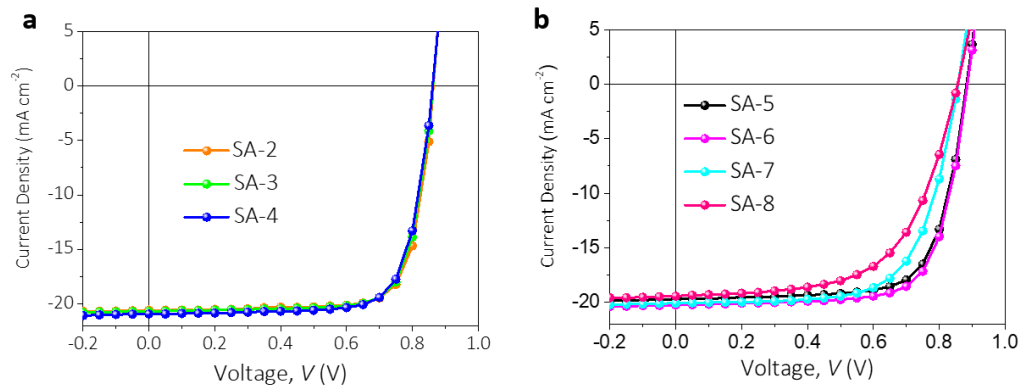 a
5
0
-5
-10
-15
-20
Current Density (mA cm-2)
SA-2
SA-3
SA-4
-0.2
0.0
0.2
0.4
0.6
0.8
1.0
Voltage, V (V)
b
5
0
-5
-10
-15
-20
Current Density (mA cm-2)
SA-5
SA-6
SA-7
SA-8
-0.2
0.0
0.2
0.4
0.6
0.8
1.0
Voltage, V (V)